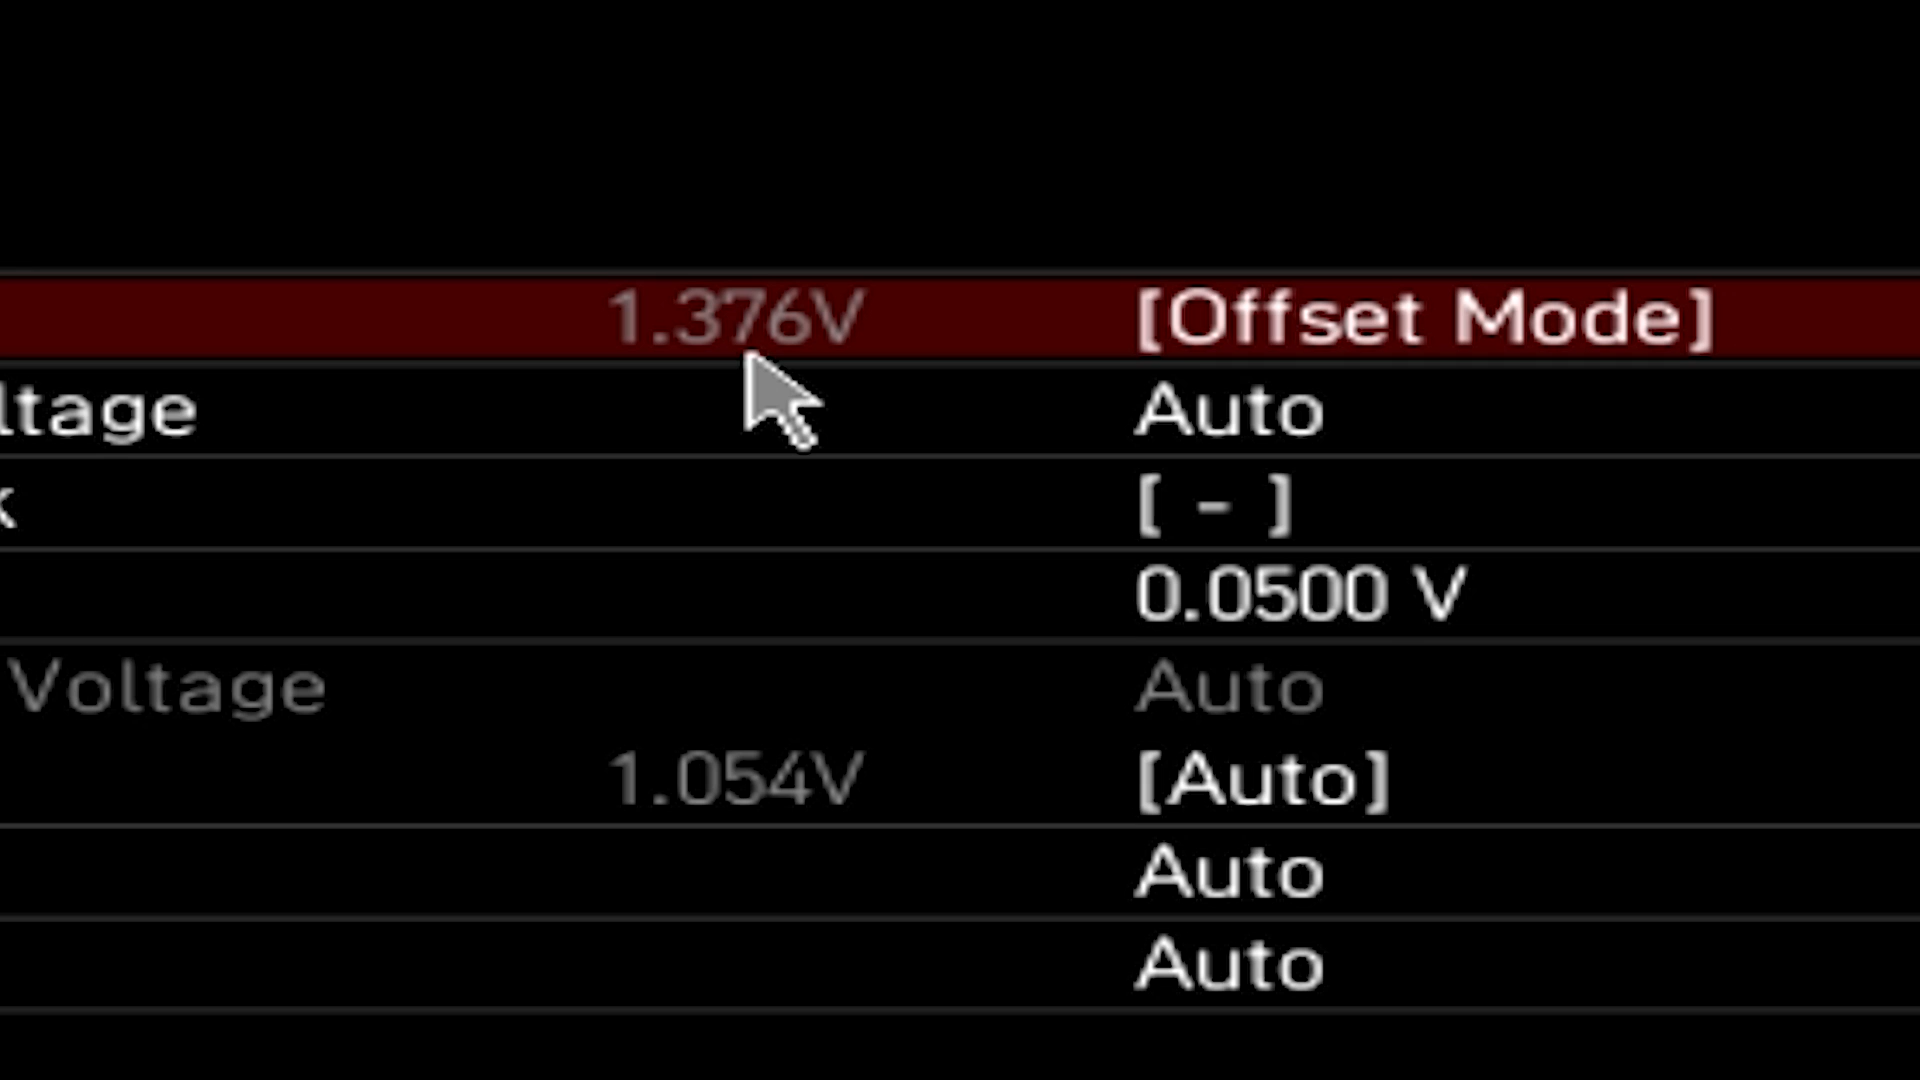 1.376V [Offset Mode]
ltage Auto
k [ - ]
0.0500 V
Voltage Auto
1.054V [Auto]
Auto
Auto